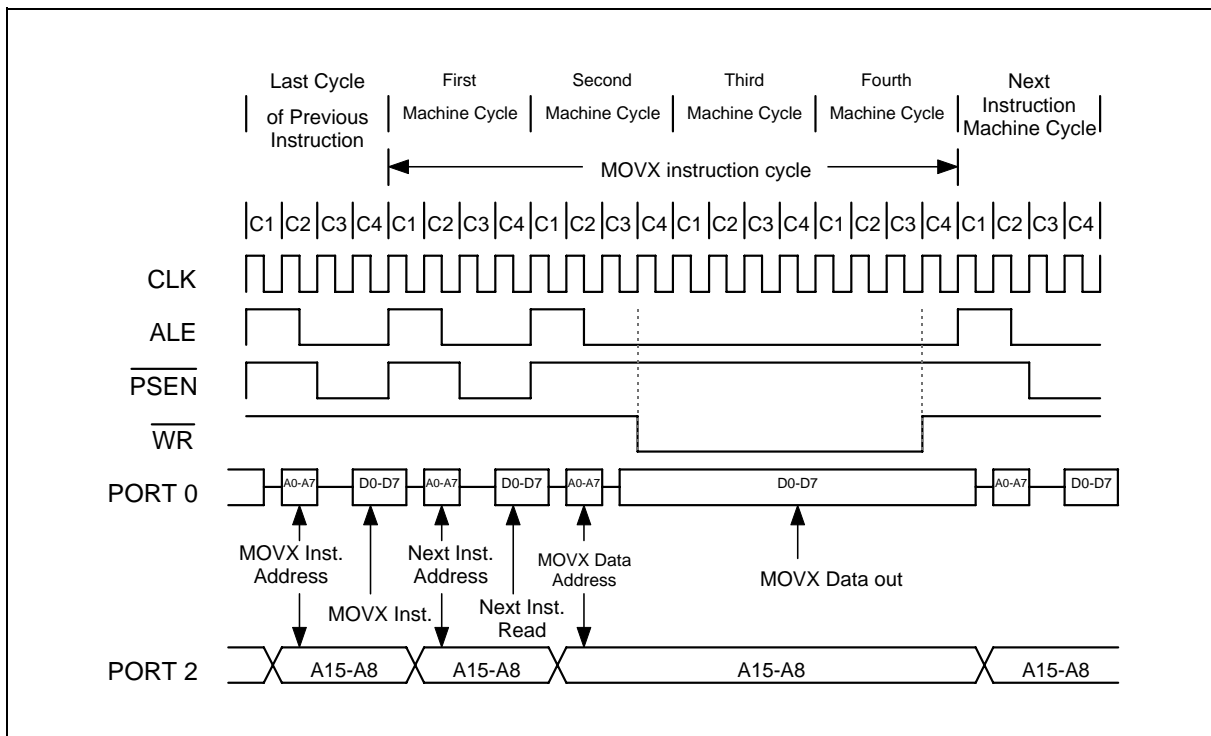 Last Cycle
of Previous
Instruction
First
Machine Cycle
Second
Machine Cycle
Third
Machine Cycle
Fourth
Machine Cycle
Next
Instruction
Machine Cycle
MOVX instruction cycle
C1 C2 C3 C4 C1 C2 C3 C4 C1 C2 C3 C4 C1 C2 C3 C4 C1 C2 C3 C4 C1 C2 C3 C4
CLK
ALE
PSEN
WR
PORT 0
A0-A7 D0-D7 A0-A7 D0-D7 A0-A7 D0-D7 A0-A7 D0-D7
MOVX Inst.
Address
MOVX Inst.
Next Inst.
Address
Next Inst.
Read
MOVX Data
Address
MOVX Data out
PORT 2
A15-A8 A15-A8 A15-A8 A15-A8